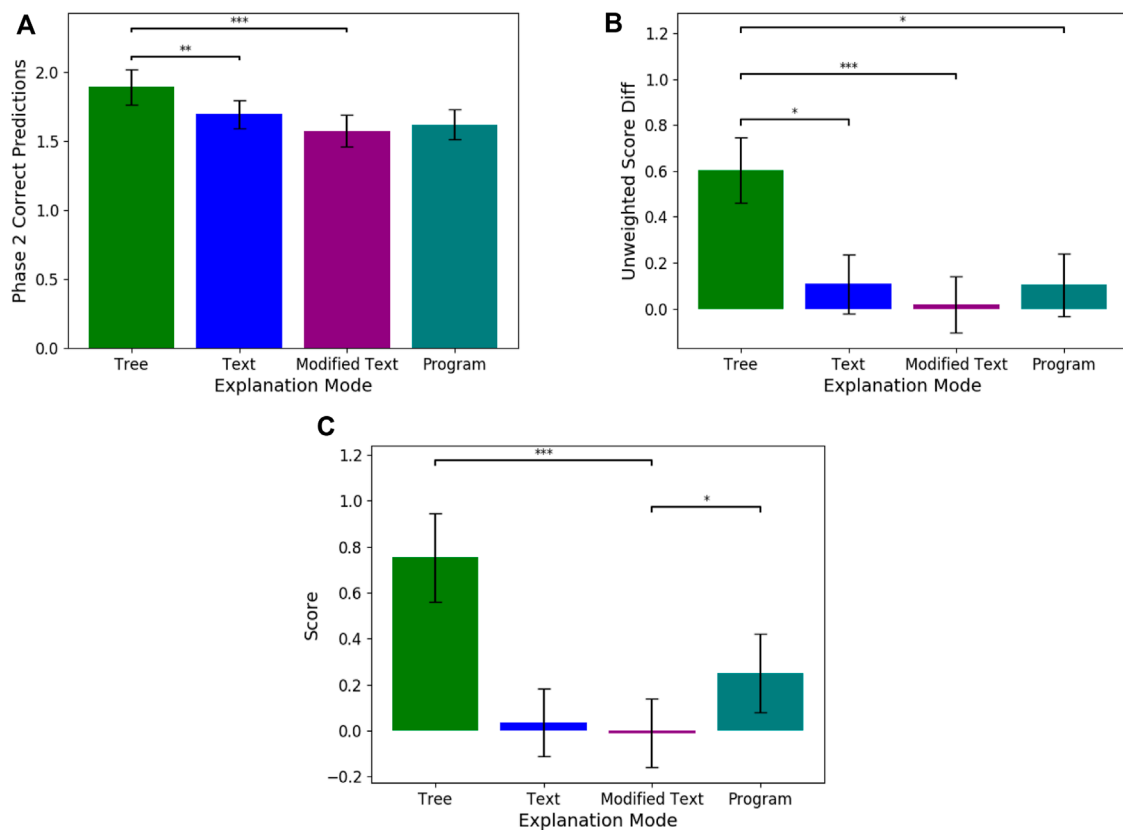 A
Phase 2 Correct Predictions
2.0
1.5
1.0
0.5
0.0
***
**
Tree Text Modified Text Program
Explanation Mode
B
Unweighted Score Diff
1.2
1.0
0.8
0.6
0.4
0.2
0.0
*
***
*
Tree Text Modified Text Program
Explanation Mode
C
Score
1.2
1.0
0.8
0.6
0.4
0.2
0.0
−0.2
***
*
Tree Text Modified Text Program
Explanation Mode